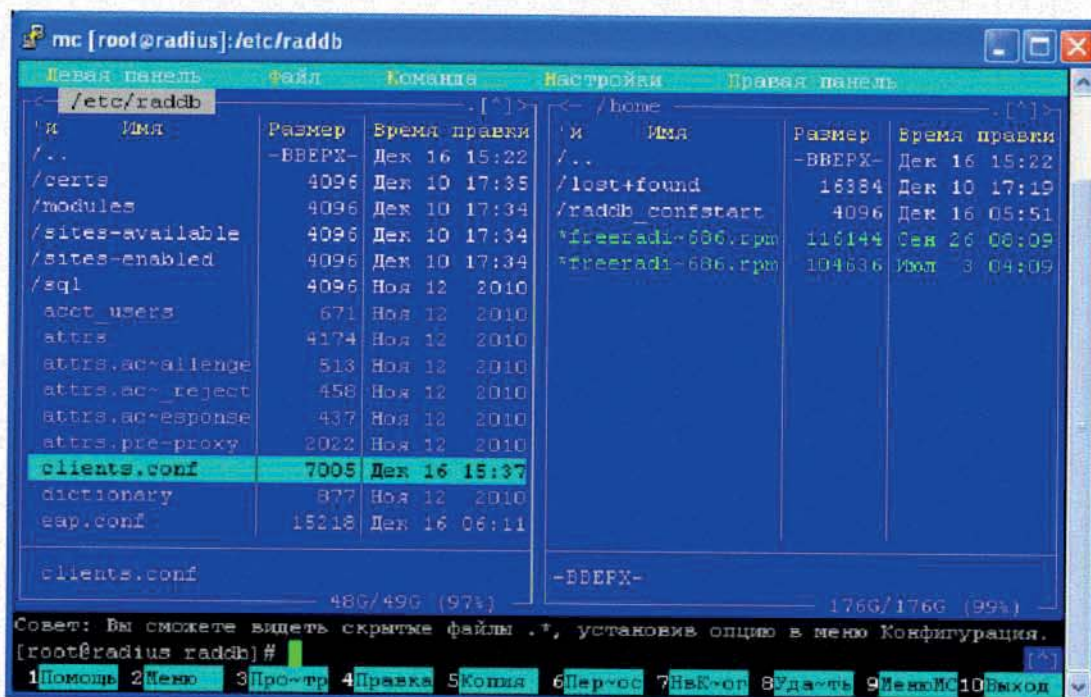 mc [root@radius]:/etc/raddb
Левая панель Файл Команда Настройки Правая панель
<- /etc/raddb .[^]> <- /home .[^]>
'и Имя Размер Время правки 'и Имя Размер Время правки
/.. -ВВЕРХ- Дек 16 15:22 /.. -ВВЕРХ- Дек 16 15:22
/certs 4096 Дек 10 17:35 /lost+found 16384 Дек 10 17:19
/modules 4096 Дек 10 17:34 /raddb_confstart 4096 Дек 16 05:51
/sites-available 4096 Дек 10 17:34 *freeradi~686.rpm 116144 Сен 26 08:09
/sites-enabled 4096 Дек 10 17:34 *freeradi~686.rpm 104636 Июл 3 04:09
/sql 4096 Ноя 12 2010
acct_users 671 Ноя 12 2010
attrs 4174 Ноя 12 2010
attrs.ac~allenge 513 Ноя 12 2010
attrs.ac~_reject 458 Ноя 12 2010
attrs.ac~esponse 437 Ноя 12 2010
attrs.pre-proxy 2022 Ноя 12 2010
clients.conf 7005 Дек 16 15:37
dictionary 877 Ноя 12 2010
eap.conf 15218 Дек 16 06:11
clients.conf -ВВЕРХ-
48G/49G (97%) 176G/176G (99%)
Совет: Вы сможете видеть скрытые файлы .*, установив опцию в меню Конфигурация.
[root@radius raddb]# [^]
1Помощь 2Меню 3Про~тр 4Правка 5Копия 6Пер~ос 7НвК~ог 8Уда~ть 9МенюMC 10Выход